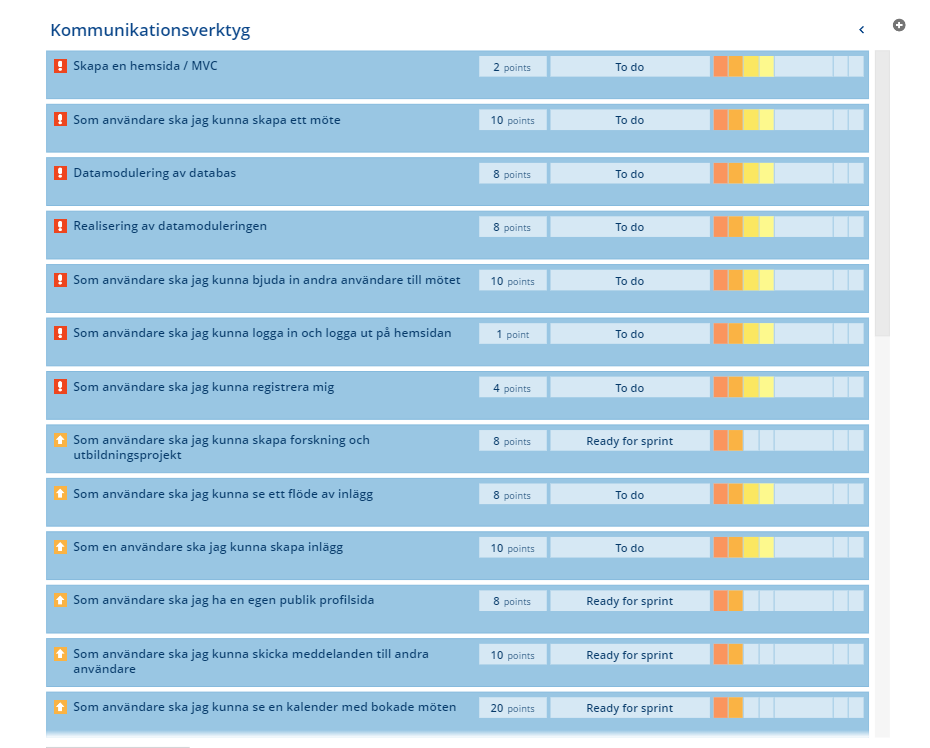 Kommunikationsverktyg
Skapa en hemsida / MVC 2 points To do
Som användare ska jag kunna skapa ett möte 10 points To do
Datamodulering av databas 8 points To do
Realisering av datamoduleringen 8 points To do
Som användare ska jag kunna bjuda in andra användare till mötet 10 points To do
Som användare ska jag kunna logga in och logga ut på hemsidan 1 point To do
Som användare ska jag kunna registrera mig 4 points To do
Som användare ska jag kunna skapa forskning och 8 points Ready for sprint
utbildningsprojekt
Som användare ska jag kunna se ett flöde av inlägg 8 points To do
Som en användare ska jag kunna skapa inlägg 10 points To do
Som användare ska jag ha en egen publik profilsida 8 points Ready for sprint
Som användare ska jag kunna skicka meddelanden till andra 10 points Ready for sprint
användare
Som användare ska jag kunna se en kalender med bokade möten 20 points Ready for sprint